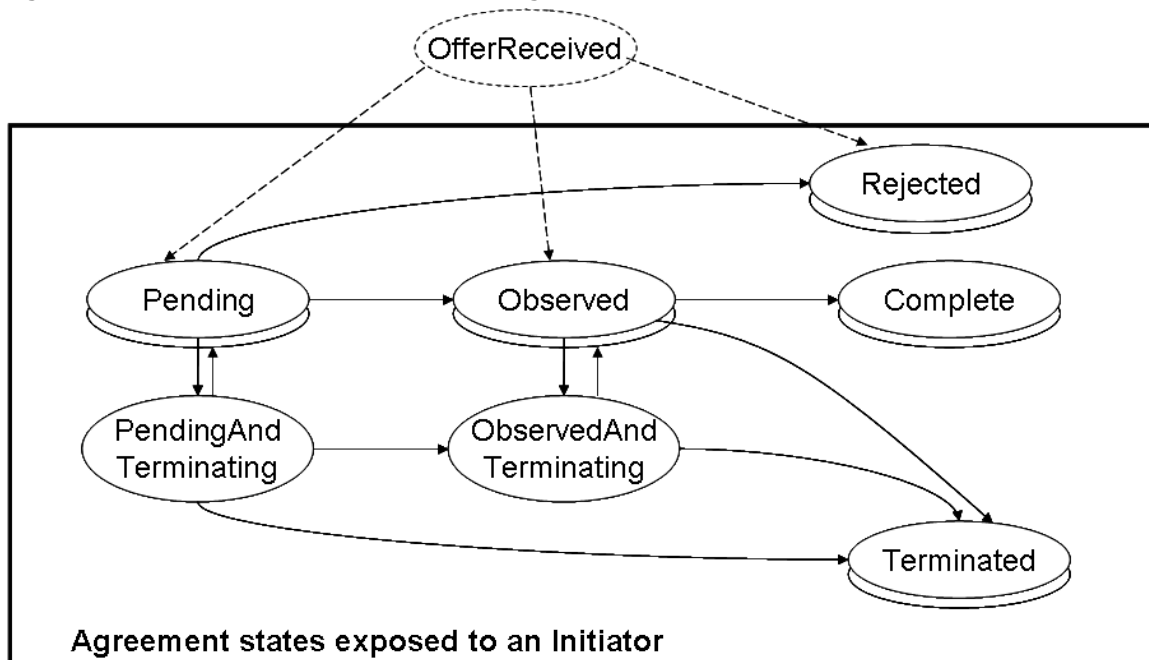 OfferReceived
Rejected
Pending
Observed
Complete
PendingAnd
Terminating
ObservedAnd
Terminating
Terminated
Agreement states exposed to an Initiator